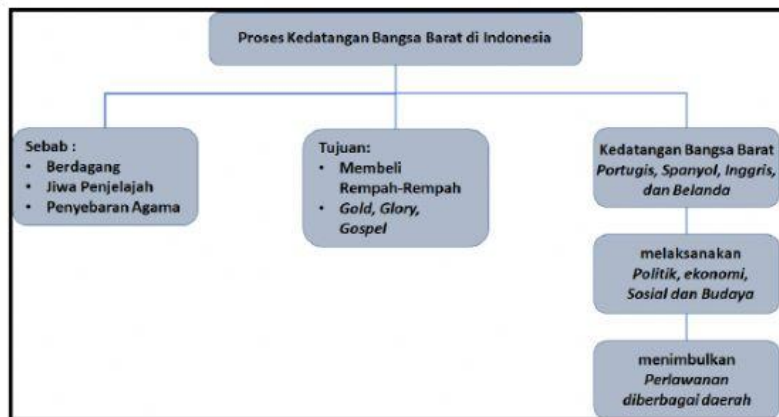 Proses Kedatangan Bangsa Barat di Indonesia
Sebab :
• Berdagang
• Jiwa Penjelajah
• Penyebaran Agama
Tujuan:
• Membeli
Rempah-Rempah
• Gold, Glory,
Gospel
Kedatangan Bangsa Barat
Portugis, Spanyol, Inggris,
dan Belanda
melaksanakan
Politik, ekonomi,
Sosial dan Budaya
menimbulkan
Perlawanan
diberbagai daerah